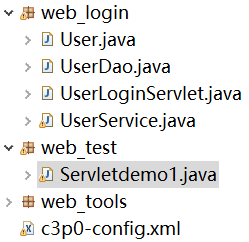 web_login
User.java
UserDao.java
UserLoginServlet.java
UserService.java
web_test
Servletdemo1.java
web_tools
c3p0-config.xml